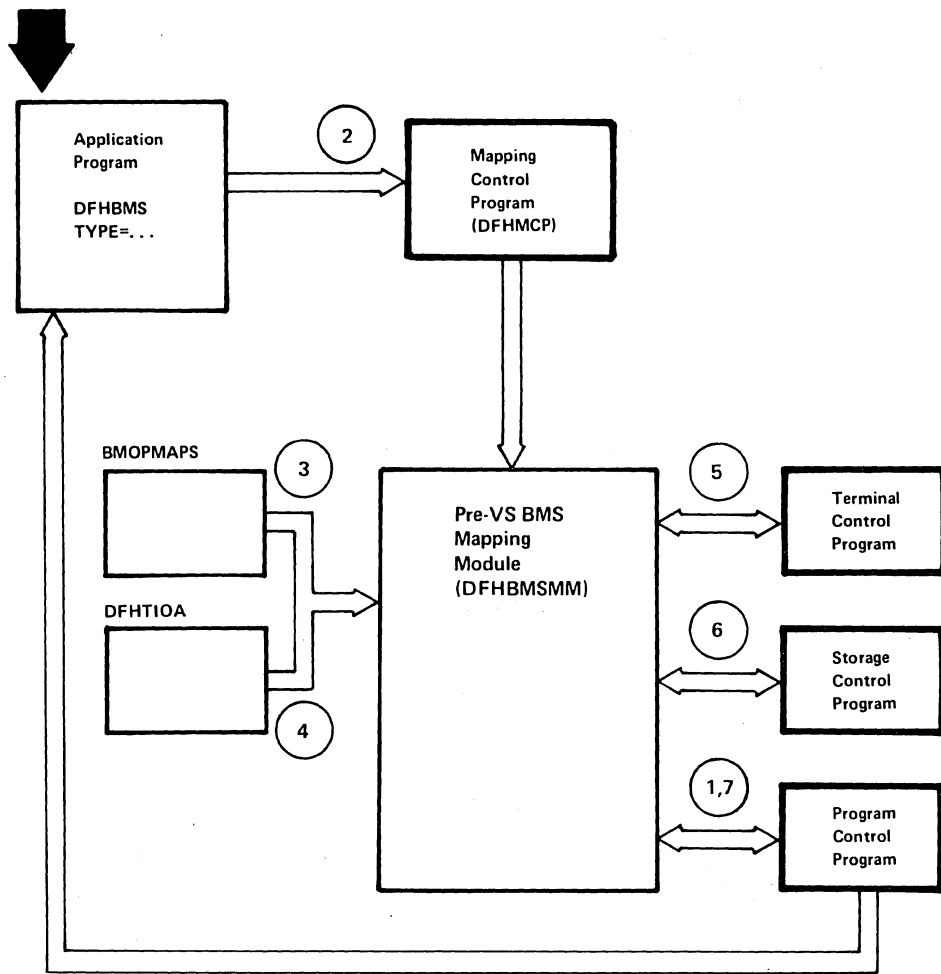 Application
Program
DFHBMS
TYPE=...
2
Mapping
Control
Program
(DFHMCP)
BMOPMAPS
3
DFHTIOA
4
Pre-VS BMS
Mapping
Module
(DFHBMSMM)
5
Terminal
Control
Program
6
Storage
Control
Program
1,7
Program
Control
Program